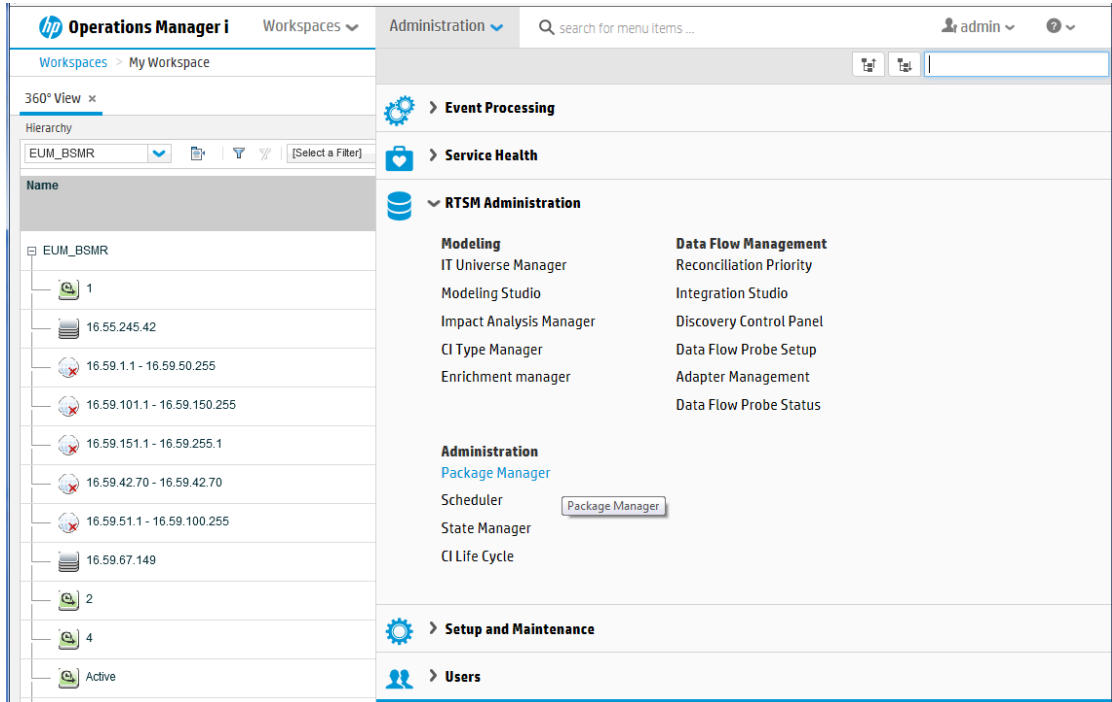 hp Operations Manager i Workspaces Administration search for menu items ... admin ?
Workspaces > My Workspace
360° View ×
Hierarchy
EUM_BSMR [Select a Filter]
Name
EUM_BSMR
1
16.55.245.42
16.59.1.1 - 16.59.50.255
16.59.101.1 - 16.59.150.255
16.59.151.1 - 16.59.255.1
16.59.42.70 - 16.59.42.70
16.59.51.1 - 16.59.100.255
16.59.67.149
2
4
Active
Event Processing
Service Health
RTSM Administration
Modeling
IT Universe Manager
Modeling Studio
Impact Analysis Manager
CI Type Manager
Enrichment manager
Data Flow Management
Reconciliation Priority
Integration Studio
Discovery Control Panel
Data Flow Probe Setup
Adapter Management
Data Flow Probe Status
Administration
Package Manager
Scheduler
Package Manager
State Manager
CI Life Cycle
Setup and Maintenance
Users